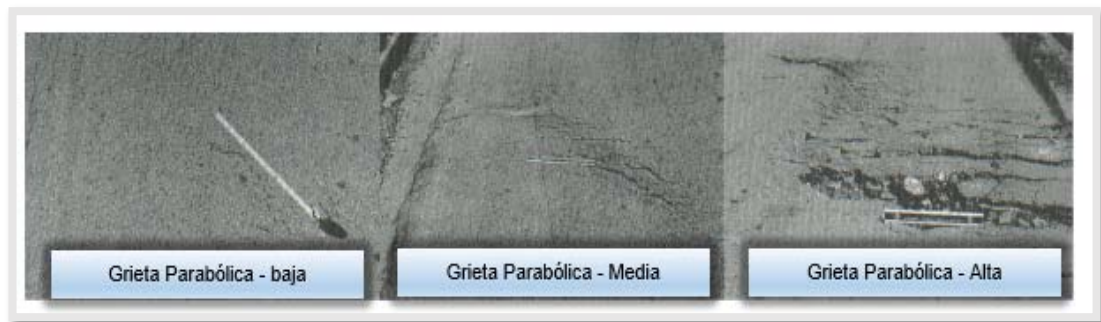 Grieta Parabólica - baja
Grieta Parabólica - Media
Grieta Parabólica - Alta